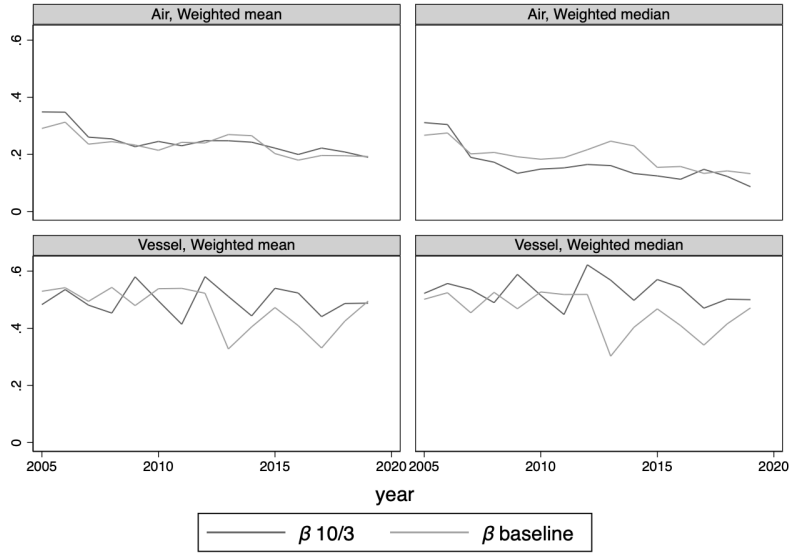 Air, Weighted mean
Air, Weighted median
.6
.4
.2
0
Vessel, Weighted mean
Vessel, Weighted median
.6
.4
.2
0
2005 2010 2015 2020 2005 2010 2015 2020
year
β 10/3 β baseline